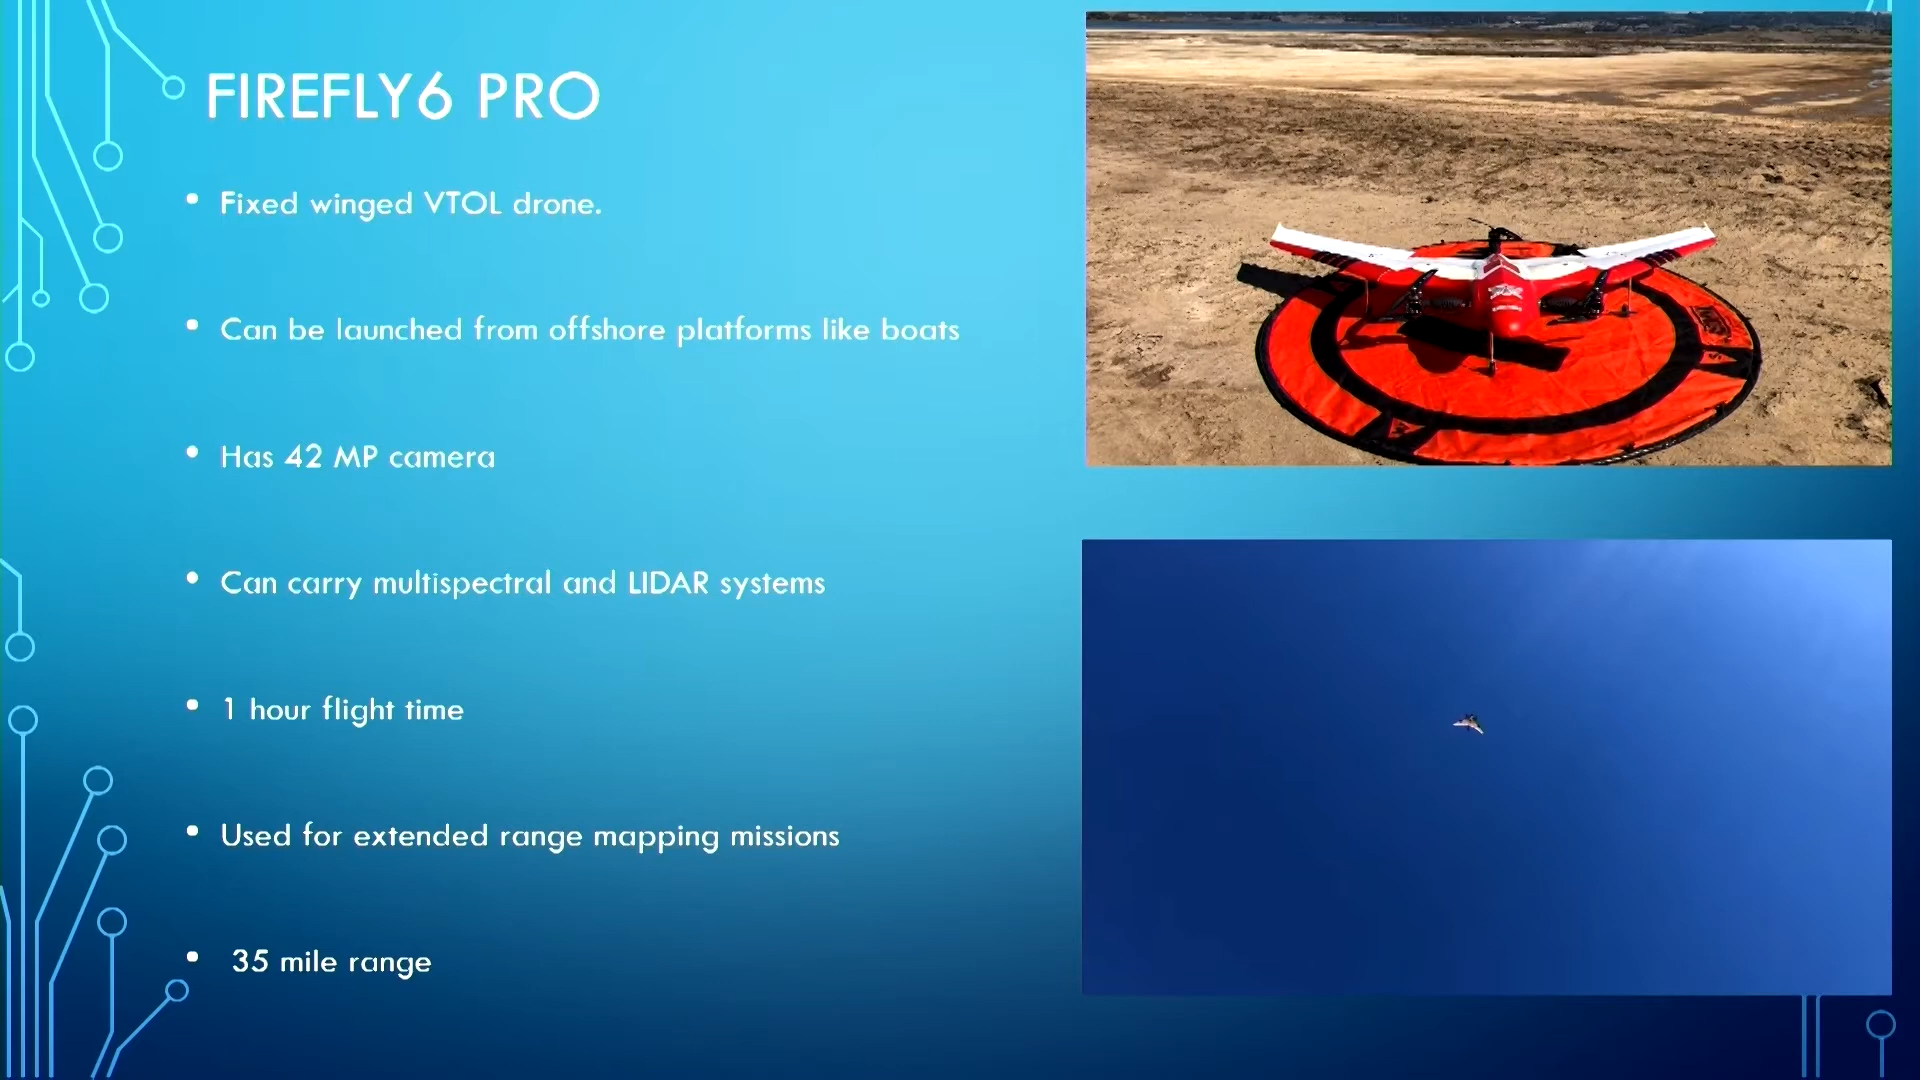 FIREFLY6 PRO
• Fixed winged VTOL drone.
• Can be launched from offshore platforms like boats
• Has 42 MP camera
• Can carry multispectral and LIDAR systems
• 1 hour flight time
• Used for extended range mapping missions
• 35 mile range